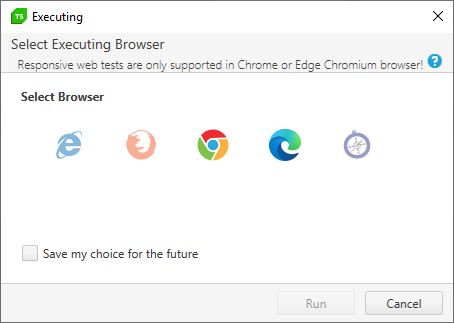 TS Executing
Select Executing Browser
Responsive web tests are only supported in Chrome or Edge Chromium browser! ?
Select Browser
Save my choice for the future
Run Cancel